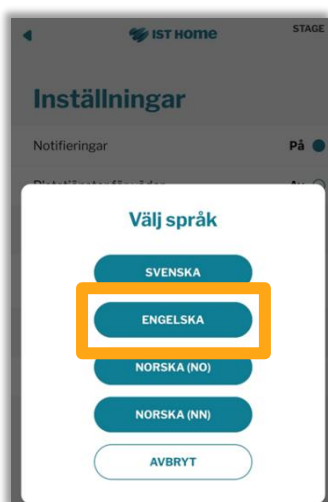 IST Home
STAGE
Inställningar
Notifieringar På
Välj språk
SVENSKA
ENGELSKA
NORSKA (NO)
NORSKA (NN)
AVBRYT